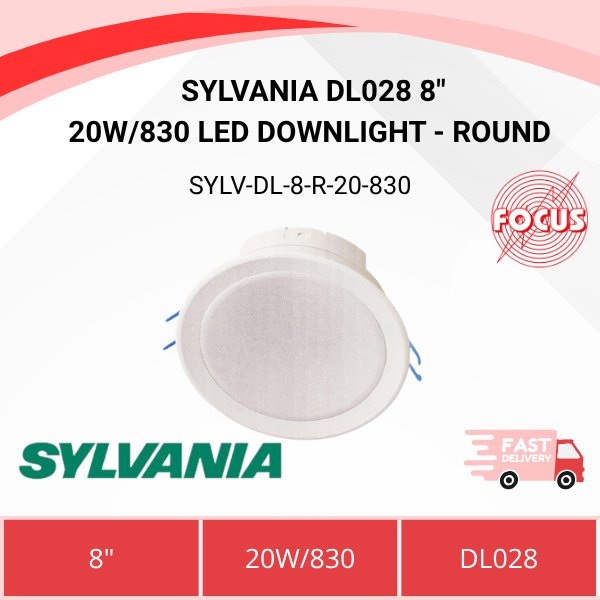 SYLVANIA DL028 8"
20W/830 LED DOWNLIGHT - ROUND
SYLV-DL-8-R-20-830
FOCUS
SYLVANIA
FAST
DELIVERY
8"
20W/830
DL028